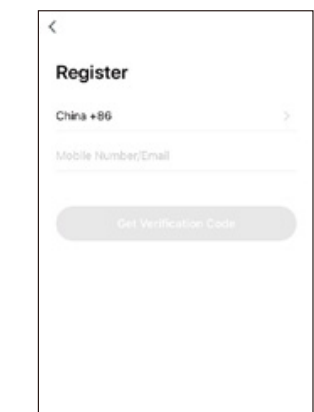 Register
China +86
Mobile Number/Email
Get Verification Code